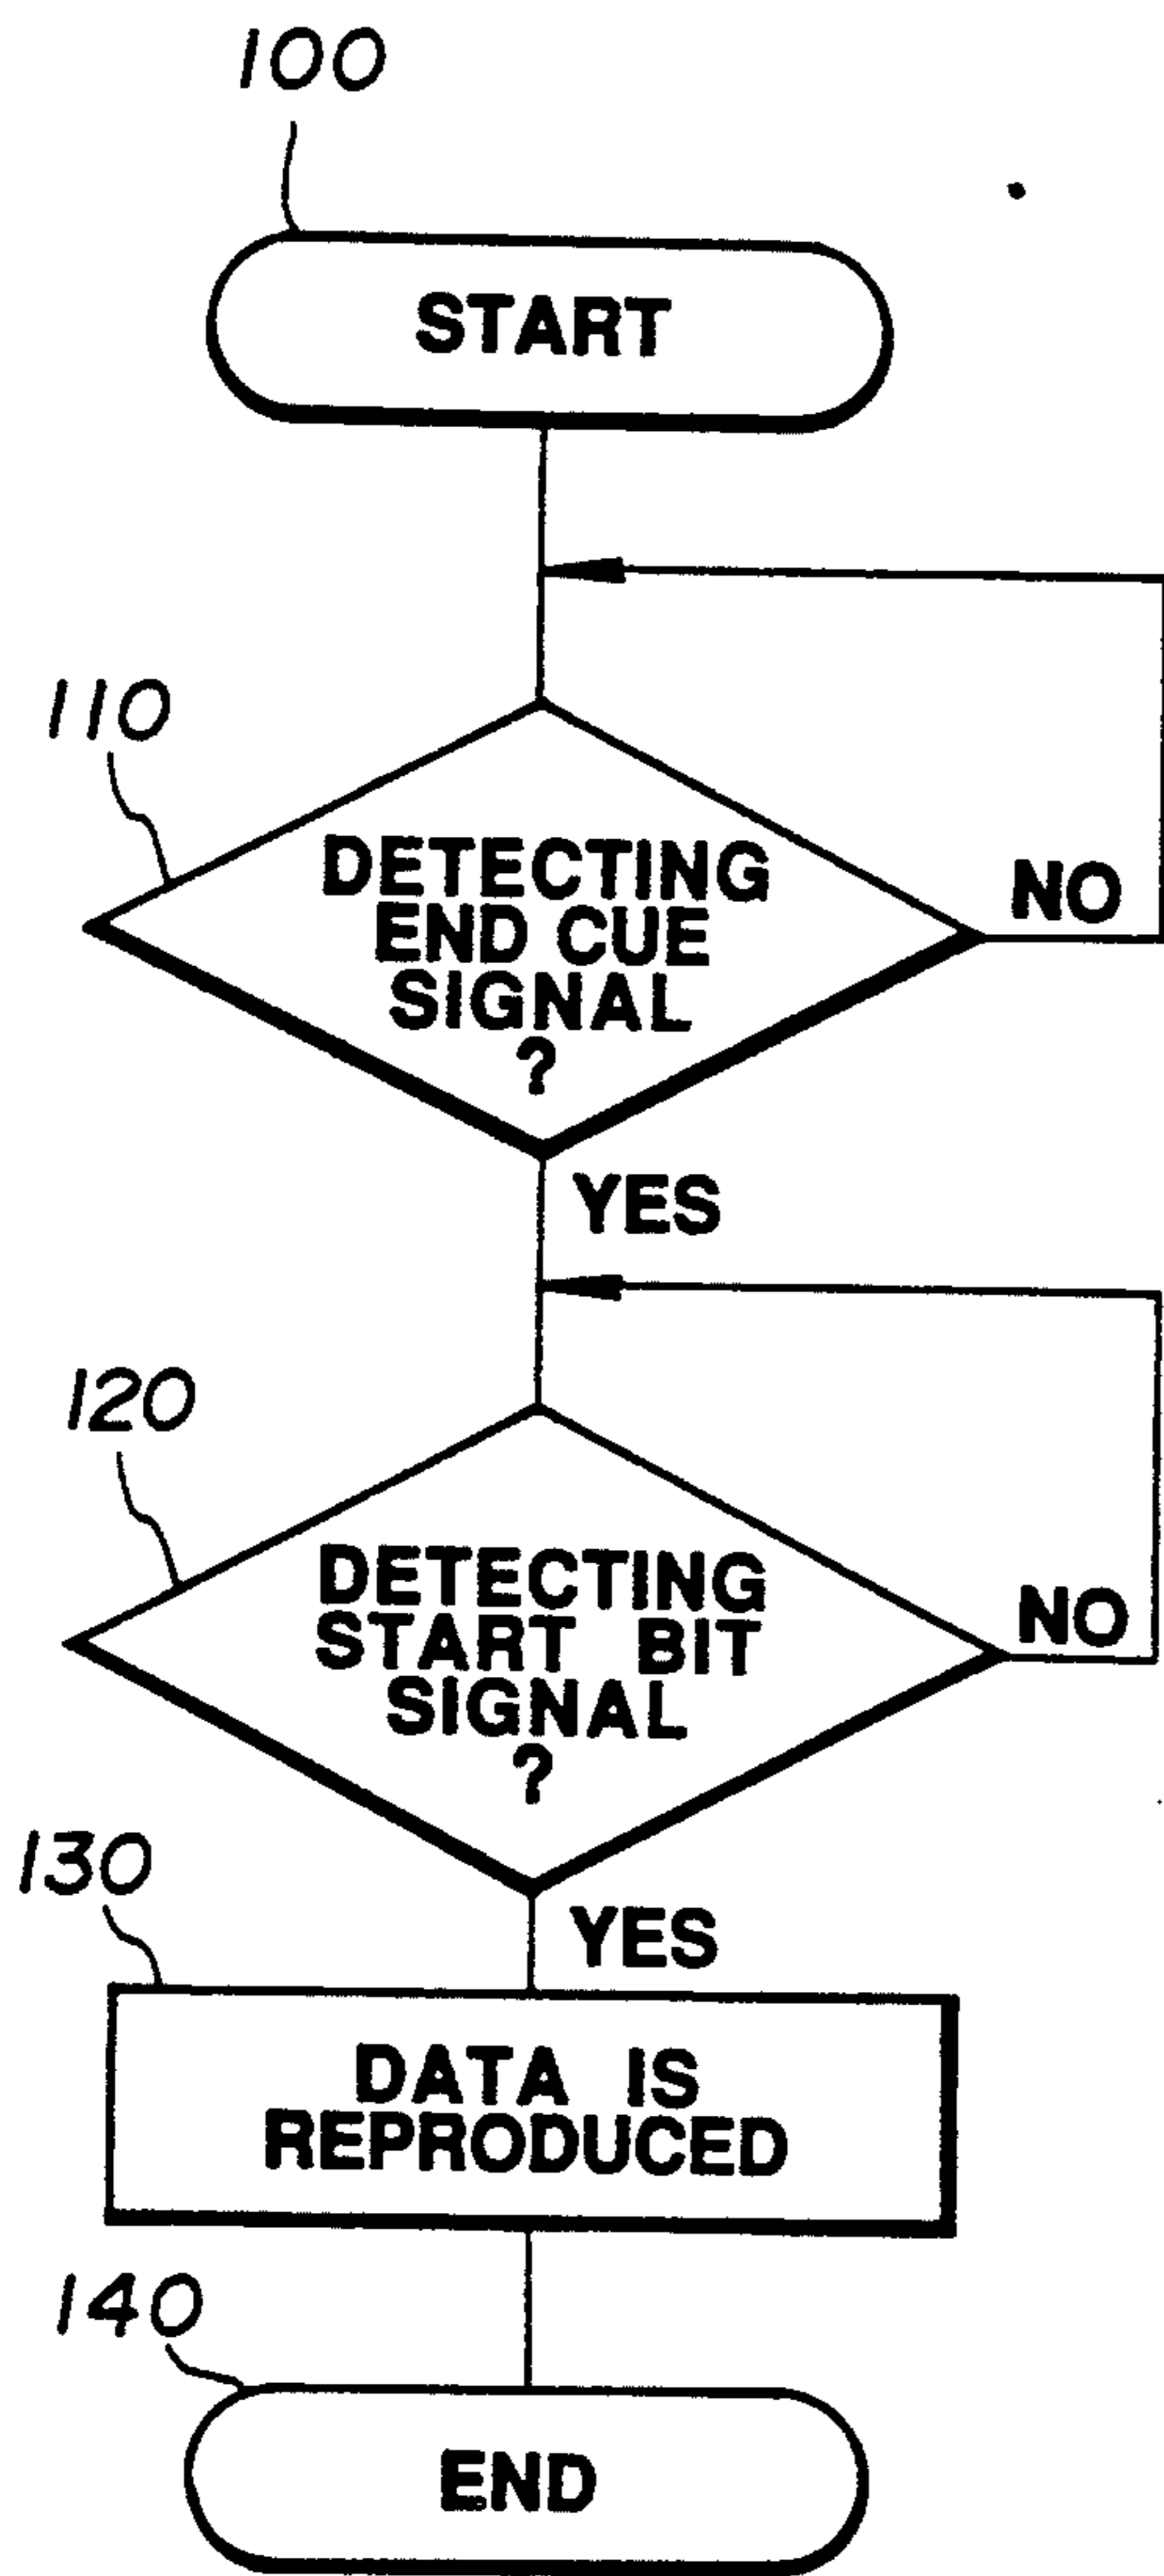 100
START
110
DETECTING
END CUE
SIGNAL
?
NO
YES
120
DETECTING
START BIT
SIGNAL
?
NO
YES
130
DATA IS
REPRODUCED
140
END